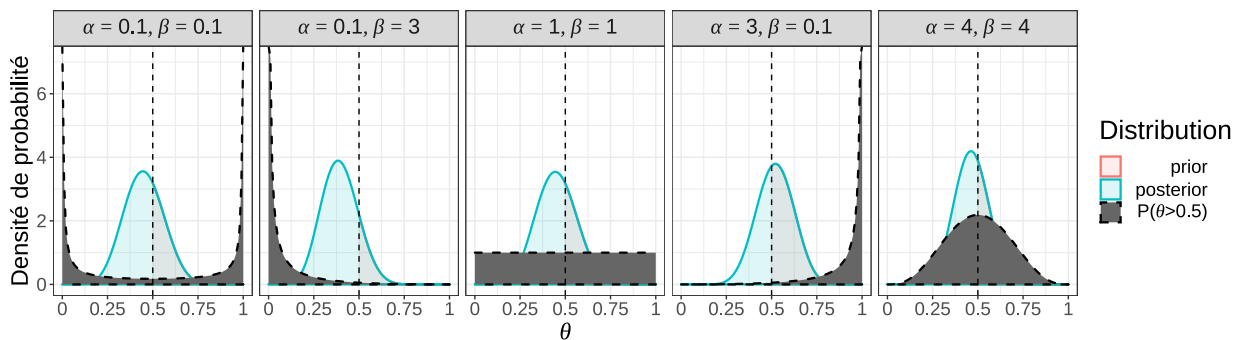 α = 0.1, β = 0.1
α = 0.1, β = 3
α = 1, β = 1
α = 3, β = 0.1
α = 4, β = 4
Densité de probabilité
6
4
2
0
0 0.25 0.5 0.75 1
0 0.25 0.5 0.75 1
0 0.25 0.5 0.75 1
0 0.25 0.5 0.75 1
0 0.25 0.5 0.75 1
θ
Distribution
prior
posterior
P(θ>0.5)